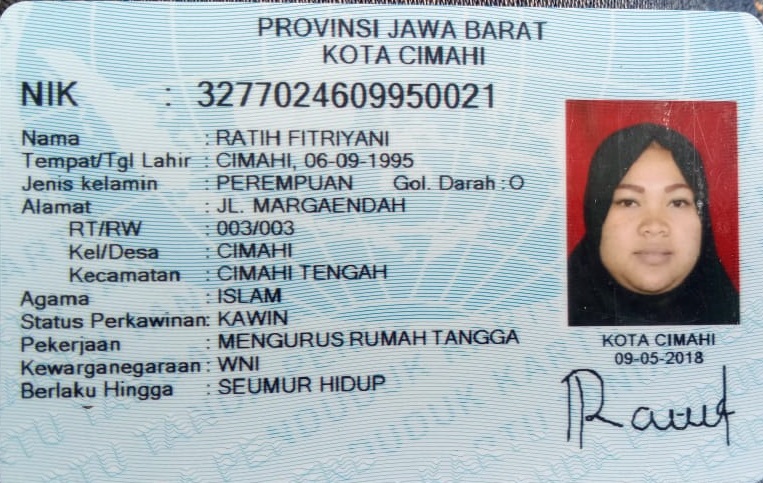 PROVINSI JAWA BARAT
KOTA CIMAHI
NIK : 3277024609950021
Nama : RATIH FITRIYANI
Tempat/Tgl Lahir : CIMAHI, 06-09-1995
Jenis kelamin : PEREMPUAN Gol. Darah : O
Alamat : JL. MARGAENDAH
RT/RW : 003/003
Kel/Desa : CIMAHI
Kecamatan : CIMAHI TENGAH
Agama : ISLAM
Status Perkawinan: KAWIN
Pekerjaan : MENGURUS RUMAH TANGGA
Kewarganegaraan : WNI
Berlaku Hingga : SEUMUR HIDUP
KOTA CIMAHI
09-05-2018